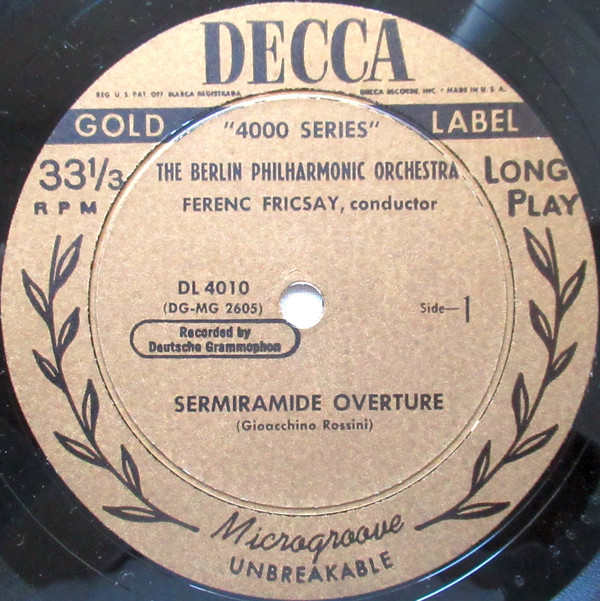 DECCA
REG. U.S. PAT. OFF. MARCA REGISTRADA
DECCA RECORDS, INC. • MADE IN U.S.A.
GOLD "4000 SERIES" LABEL
33 1/3
RPM
THE BERLIN PHILHARMONIC ORCHESTRA
FERENC FRICSAY, conductor
LONG
PLAY
DL 4010
(DG-MG 2605)
Side—1
Recorded by
Deutsche Grammophon
SERMIRAMIDE OVERTURE
(Gioacchino Rossini)
Microgroove
UNBREAKABLE